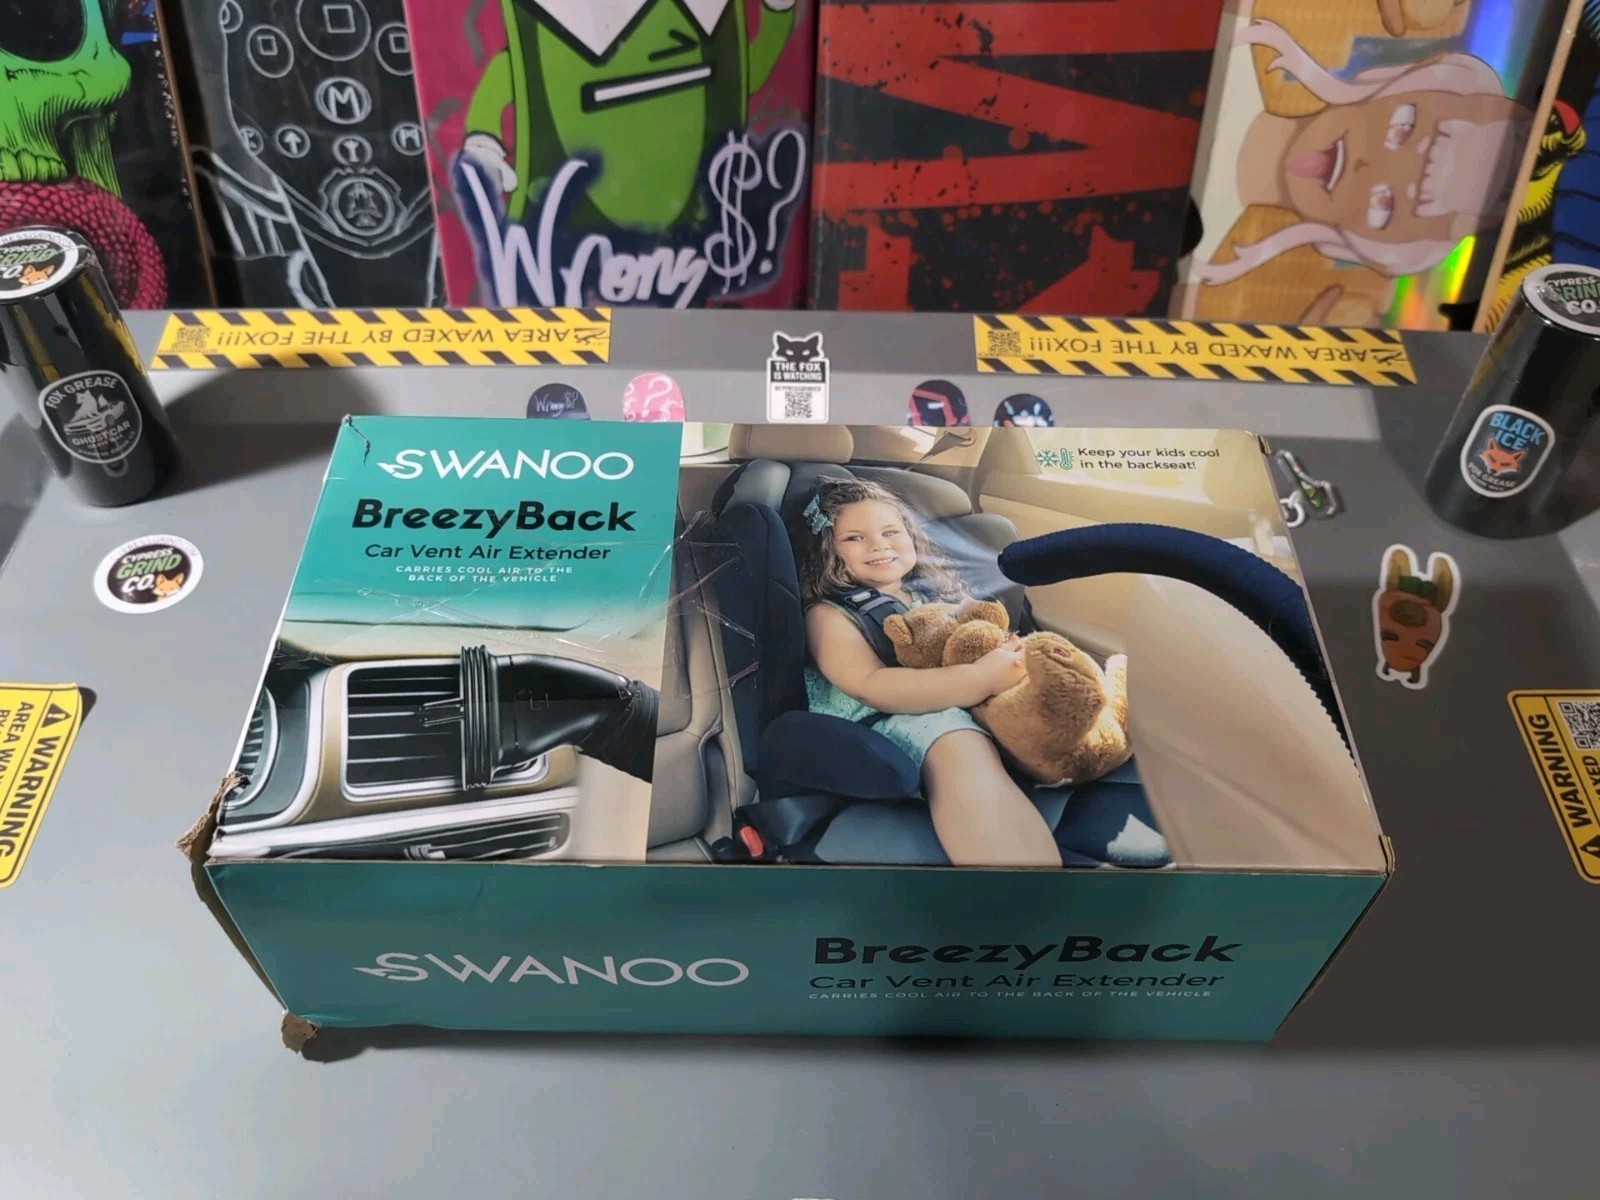 M
M
Wrong$?
CYPRESS
GRIND
CO.
CYPRESS
GRIND
CO.
AREA WAXED BY THE FOX!!!
AREA WAXED BY THE FOX!!!
THE FOX
IS WATCHING
Wrong$?
FOX GREASE
GHOSTCAR
BLACK
ICE
FOX GREASE
SWANOO
BreezyBack
Car Vent Air Extender
CARRIES COOL AIR TO THE
BACK OF THE VEHICLE
Keep your kids cool
in the backseat!
CYPRESS
GRIND
CO.
WARNING
AREA WAXED
WARNING
SWANOO
BreezyBack
Car Vent Air Extender
CARRIES COOL AIR TO THE BACK OF THE VEHICLE